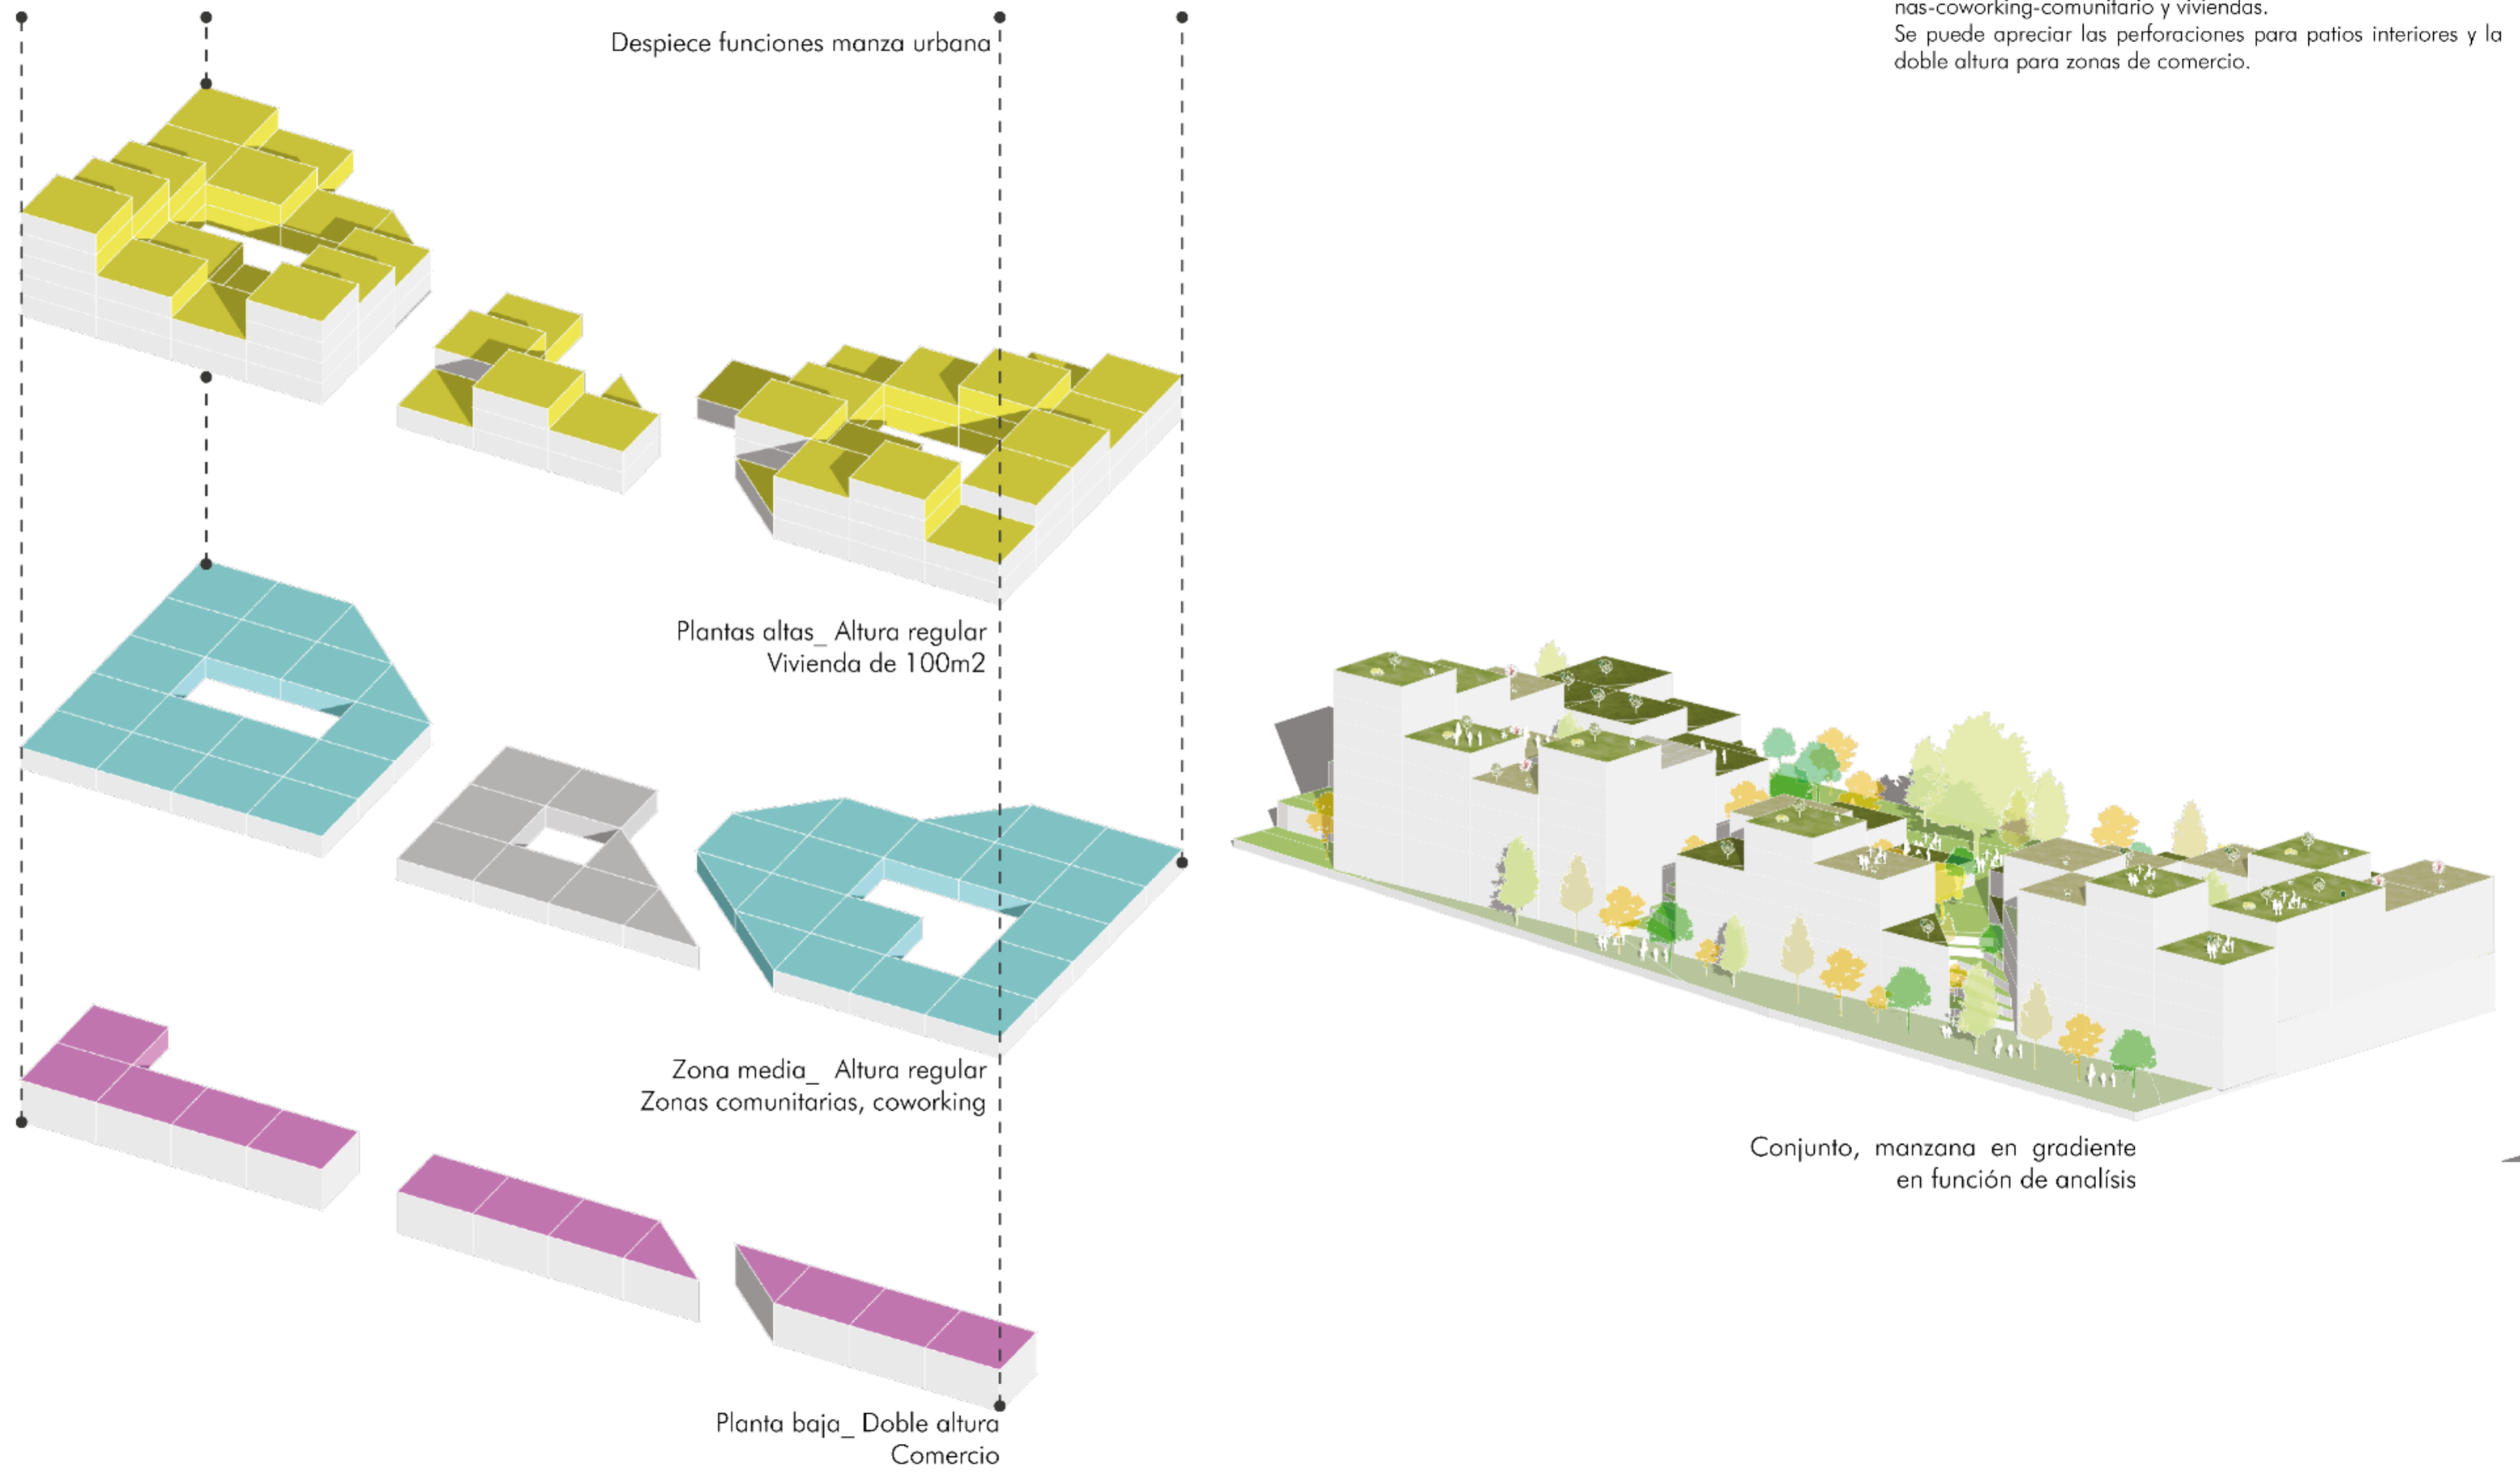 nas-coworking-comunitario y viviendas.
Se puede apreciar las perforaciones para patios interiores y la
doble altura para zonas de comercio.
Despiece funciones manza urbana
Plantas altas_ Altura regular
Vivienda de 100m2
Zona media_ Altura regular
Zonas comunitarias, coworking
Conjunto, manzana en gradiente
en función de analísis
Planta baja_ Doble altura
Comercio